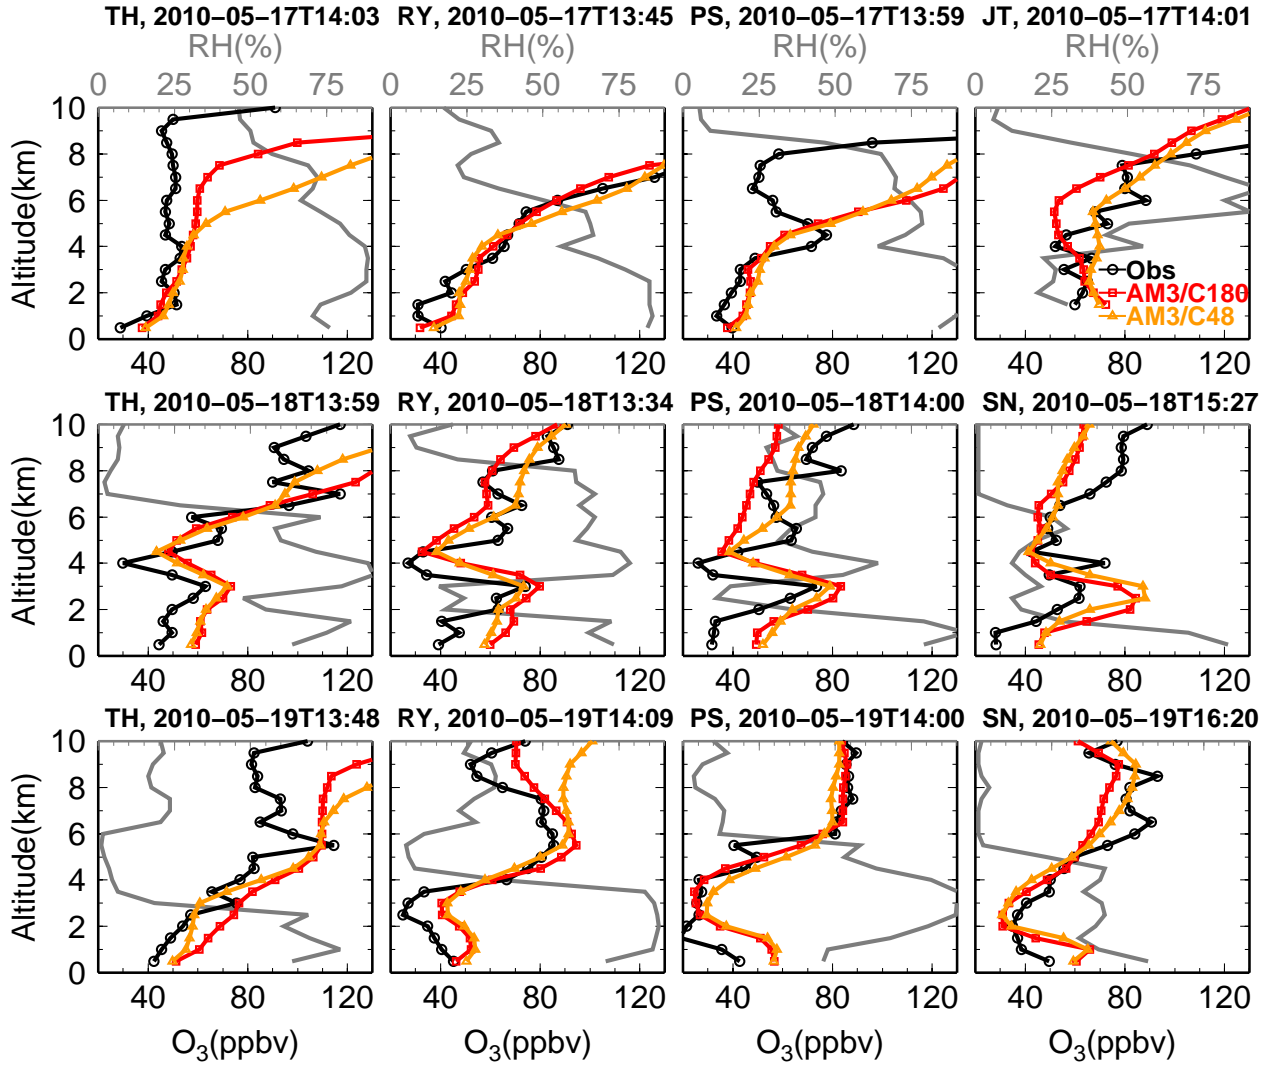 TH, 2010−05−17T14:03 RY, 2010−05−17T13:45 PS, 2010−05−17T13:59 JT, 2010−05−17T14:01
RH(%) RH(%) RH(%) RH(%)
0 25 50 75 0 25 50 75 0 25 50 75 0 25 50 75
10
8
6
4
2
0
Altitude(km)
Obs
AM3/C180
AM3/C48
40 80 120 40 80 120 40 80 120 40 80 120
TH, 2010−05−18T13:59 RY, 2010−05−18T13:34 PS, 2010−05−18T14:00 SN, 2010−05−18T15:27
10
8
6
4
2
0
Altitude(km)
40 80 120 40 80 120 40 80 120 40 80 120
TH, 2010−05−19T13:48 RY, 2010−05−19T14:09 PS, 2010−05−19T14:00 SN, 2010−05−19T16:20
10
8
6
4
2
0
Altitude(km)
40 80 120 40 80 120 40 80 120 40 80 120
O3(ppbv) O3(ppbv) O3(ppbv) O3(ppbv)